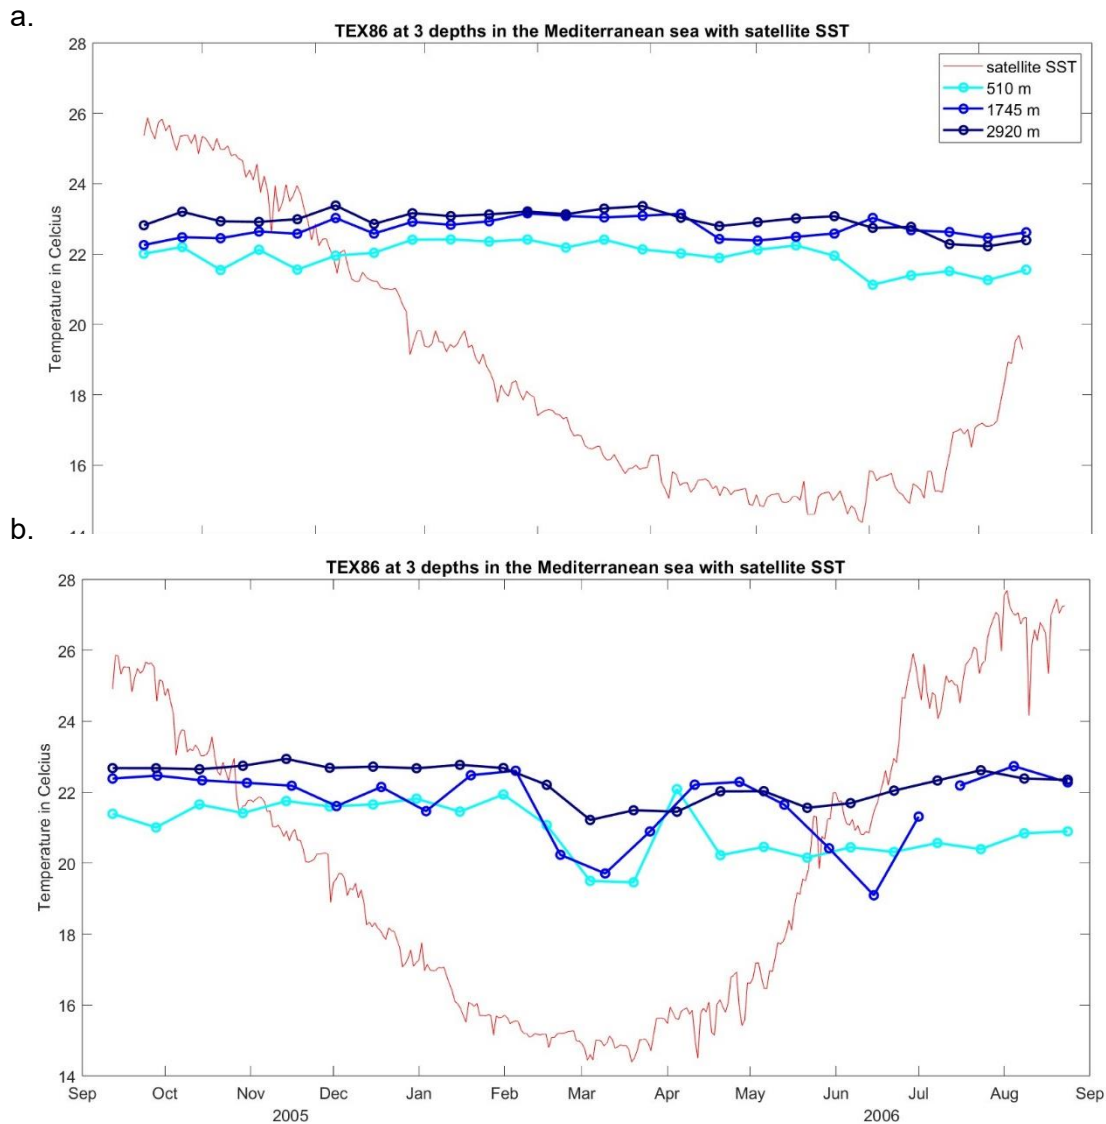 a.
TEX86 at 3 depths in the Mediterranean sea with satellite SST
28
26
24
22
20
18
16
14
Temperature in Celcius
satellite SST
510 m
1745 m
2920 m
b.
TEX86 at 3 depths in the Mediterranean sea with satellite SST
28
26
24
22
20
18
16
14
Temperature in Celcius
Sep Oct Nov Dec Jan Feb Mar Apr May Jun Jul Aug Sep
2005 2006